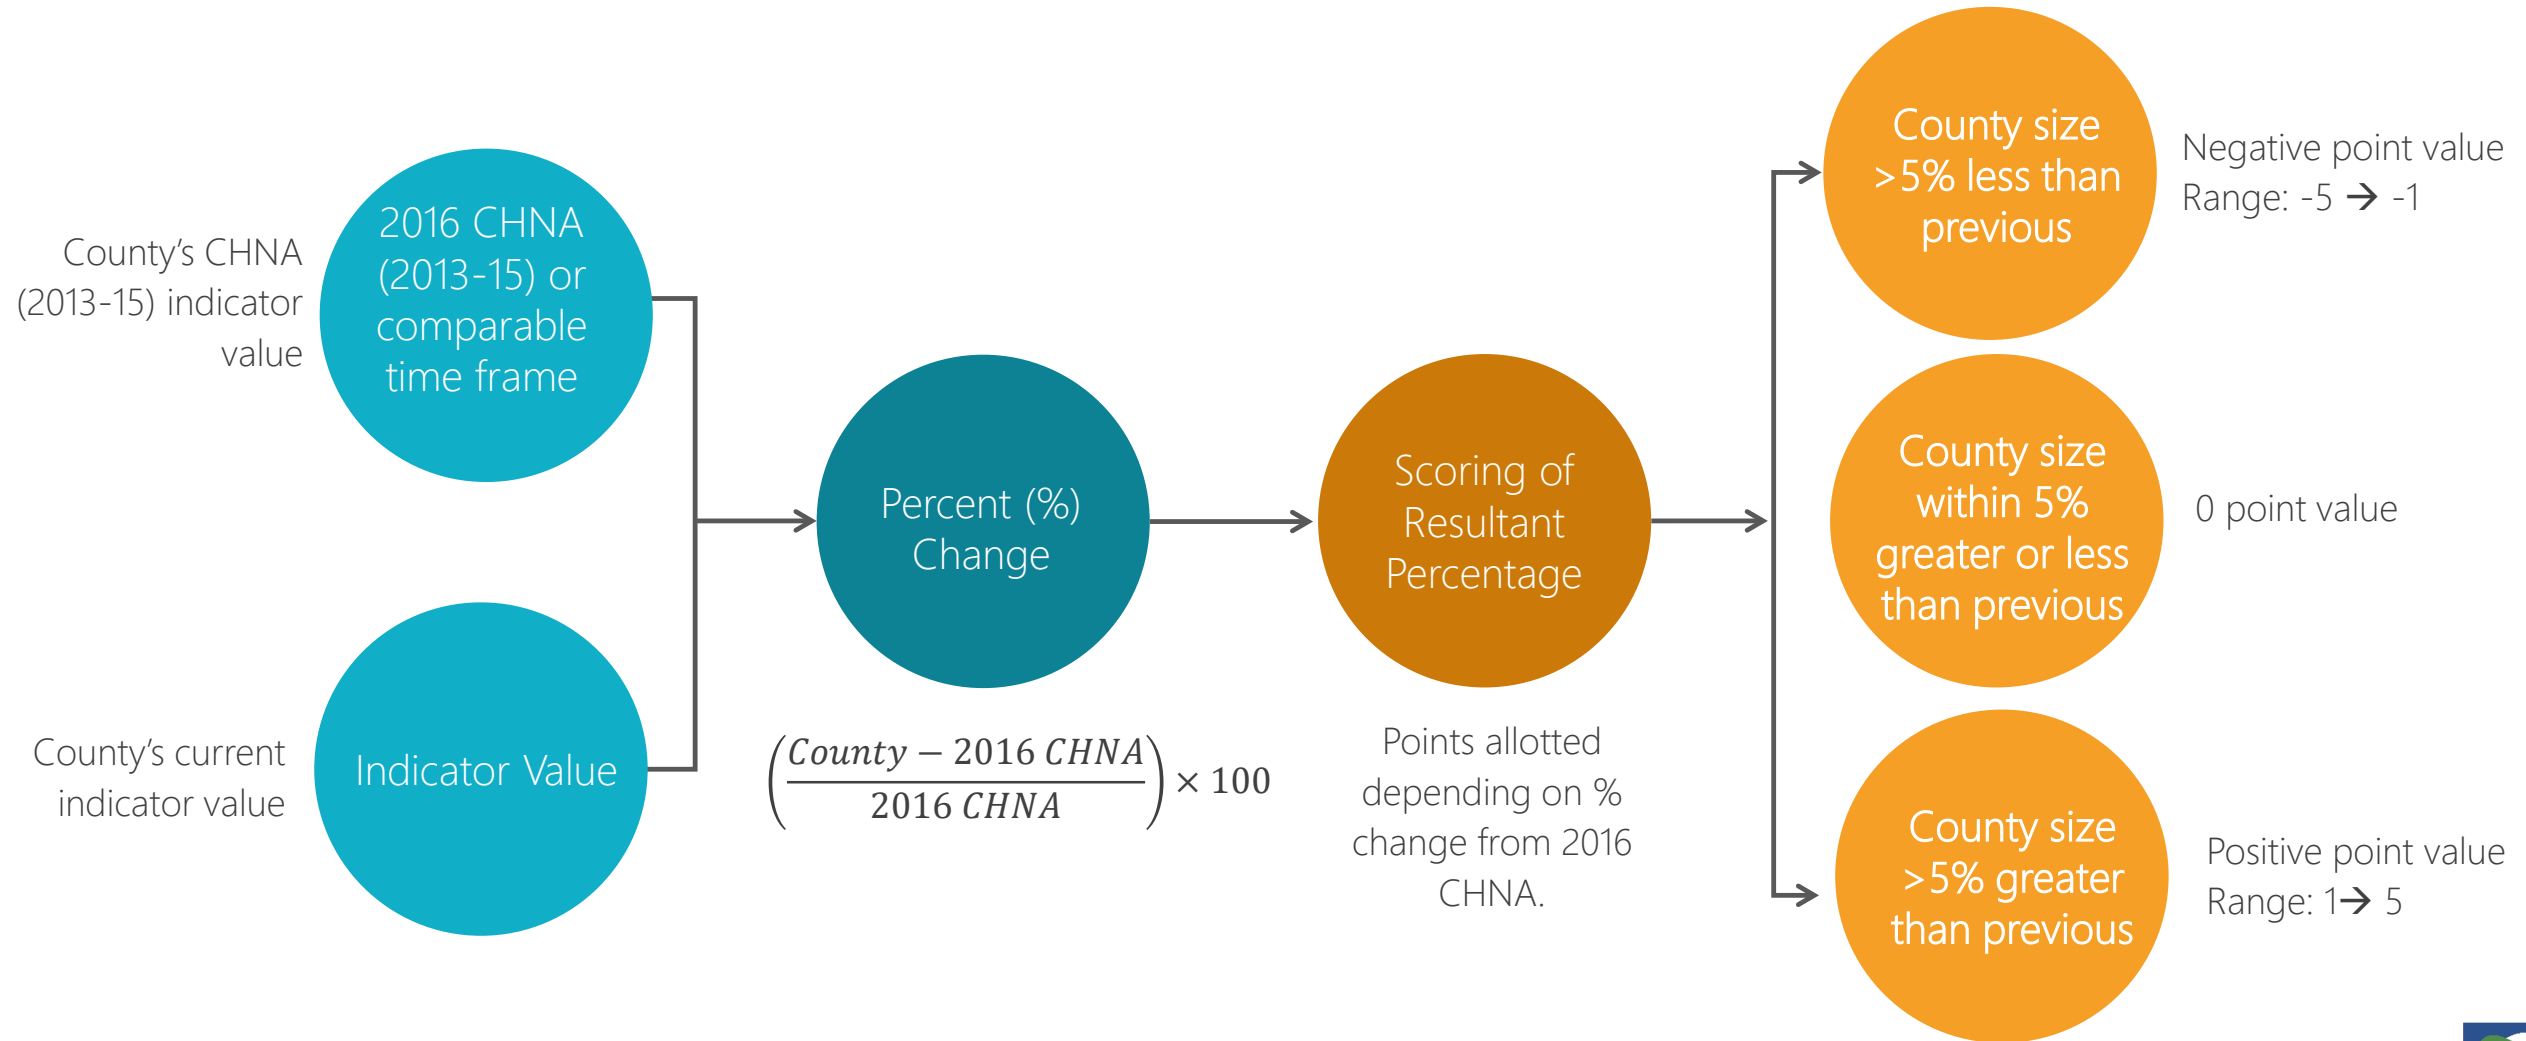 County's CHNA
(2013-15) indicator
value
2016 CHNA
(2013-15) or
comparable
time frame
County's current
indicator value
Indicator Value
Percent (%)
Change
(County – 2016 CHNA / 2016 CHNA) × 100
Scoring of
Resultant
Percentage
Points allotted
depending on %
change from 2016
CHNA.
County size
>5% less than
previous
Negative point value
Range: -5 → -1
County size
within 5%
greater or less
than previous
0 point value
County size
>5% greater
than previous
Positive point value
Range: 1→ 5